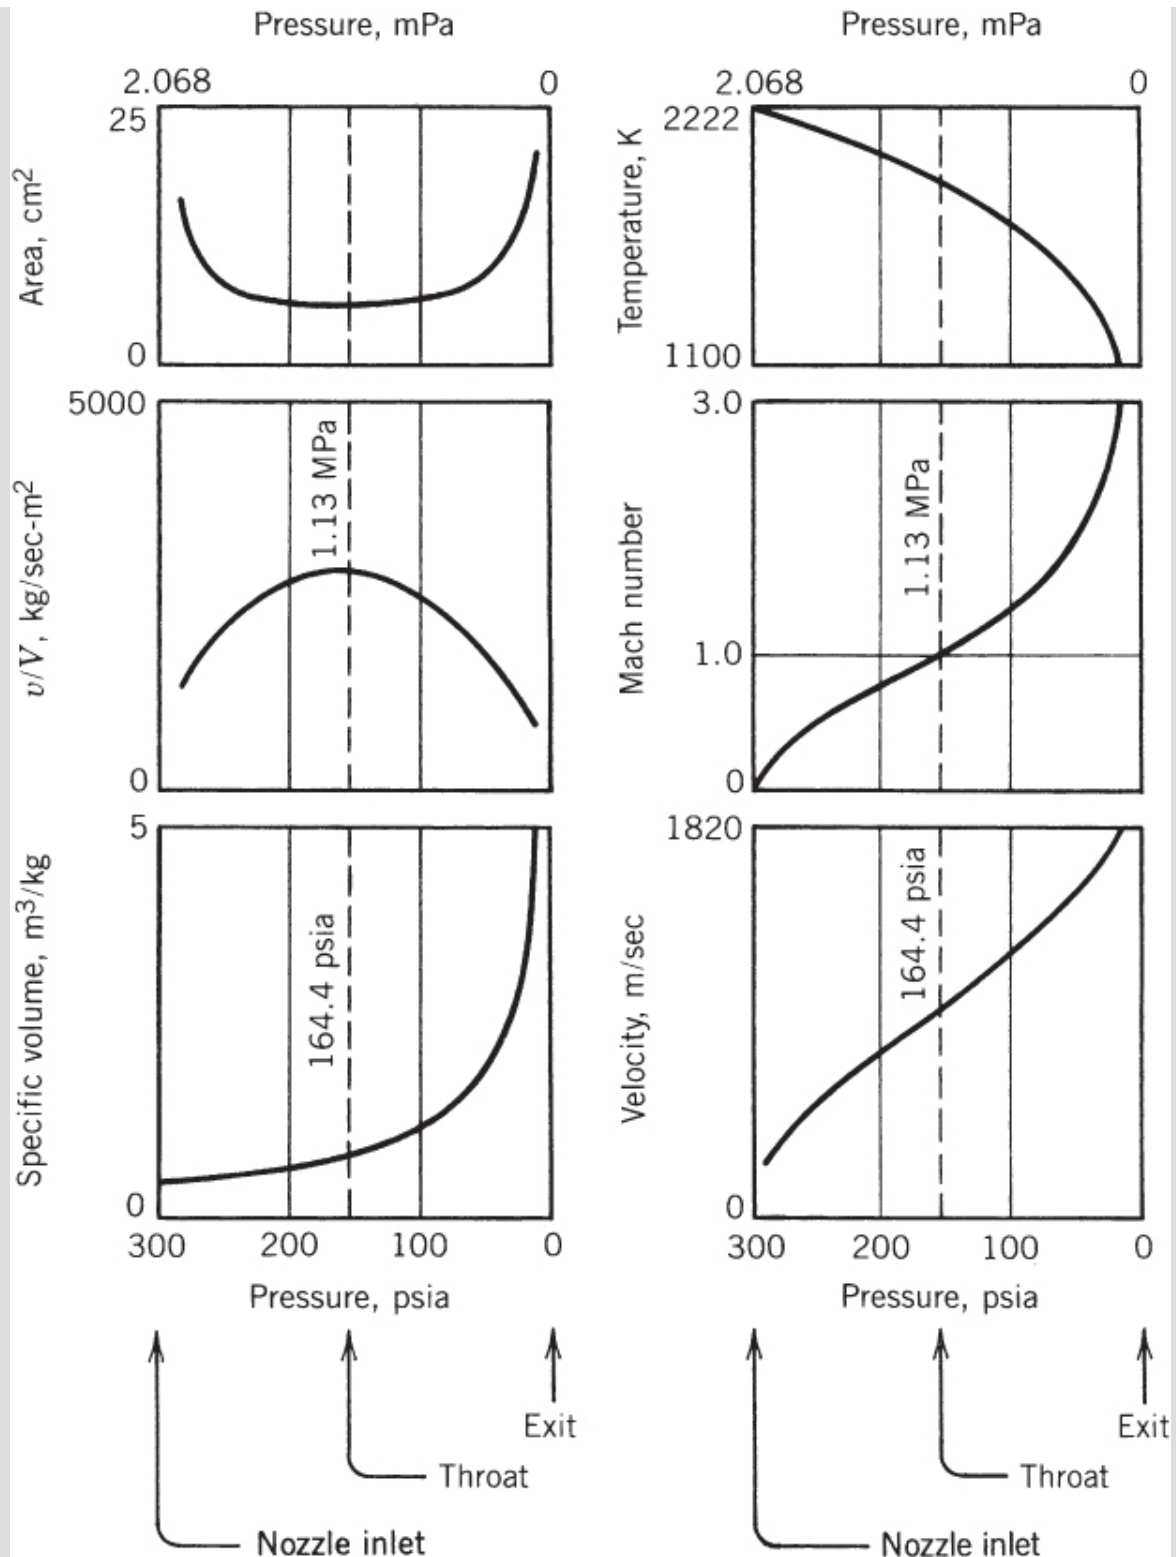 Pressure, mPa
2.068 0
25
Area, cm2
0
5000
v/V, kg/sec-m2
1.13 MPa
0
5
Specific volume, m3/kg
164.4 psia
0
300 200 100 0
Pressure, psia
Exit
Throat
Nozzle inlet
Pressure, mPa
2.068 0
2222
Temperature, K
1100
3.0
Mach number
1.13 MPa
1.0
0
1820
Velocity, m/sec
164.4 psia
0
300 200 100 0
Pressure, psia
Exit
Throat
Nozzle inlet